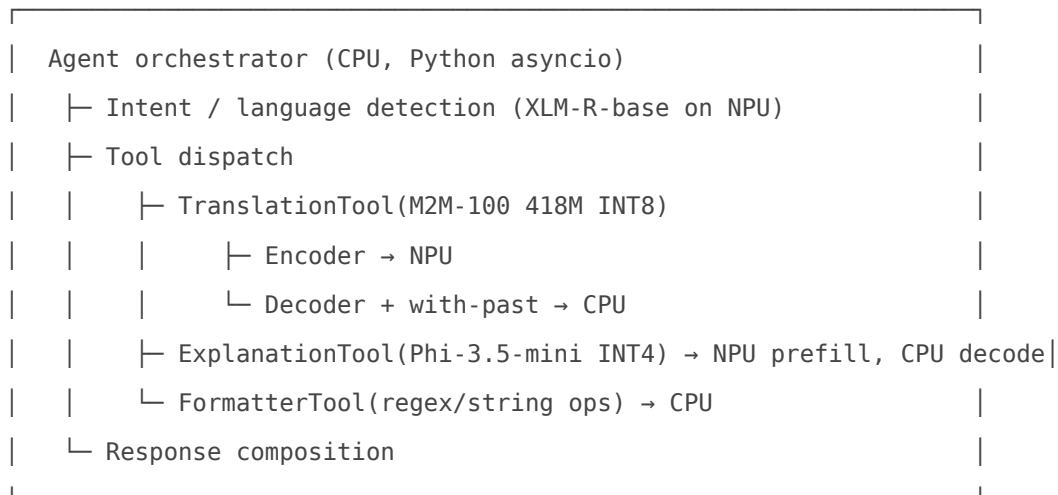 ┌─────────────────────────────────────────────────────────────────┐
│  Agent orchestrator (CPU, Python asyncio)                        │
│   ├─ Intent / language detection (XLM-R-base on NPU)             │
│   ├─ Tool dispatch                                               │
│   │     ├─ TranslationTool(M2M-100 418M INT8)                    │
│   │     │     ├─ Encoder → NPU                                   │
│   │     │     └─ Decoder + with-past → CPU                       │
│   │     ├─ ExplanationTool(Phi-3.5-mini INT4) → NPU prefill, CPU decode│
│   │     └─ FormatterTool(regex/string ops) → CPU                 │
│   └─ Response composition                                        │